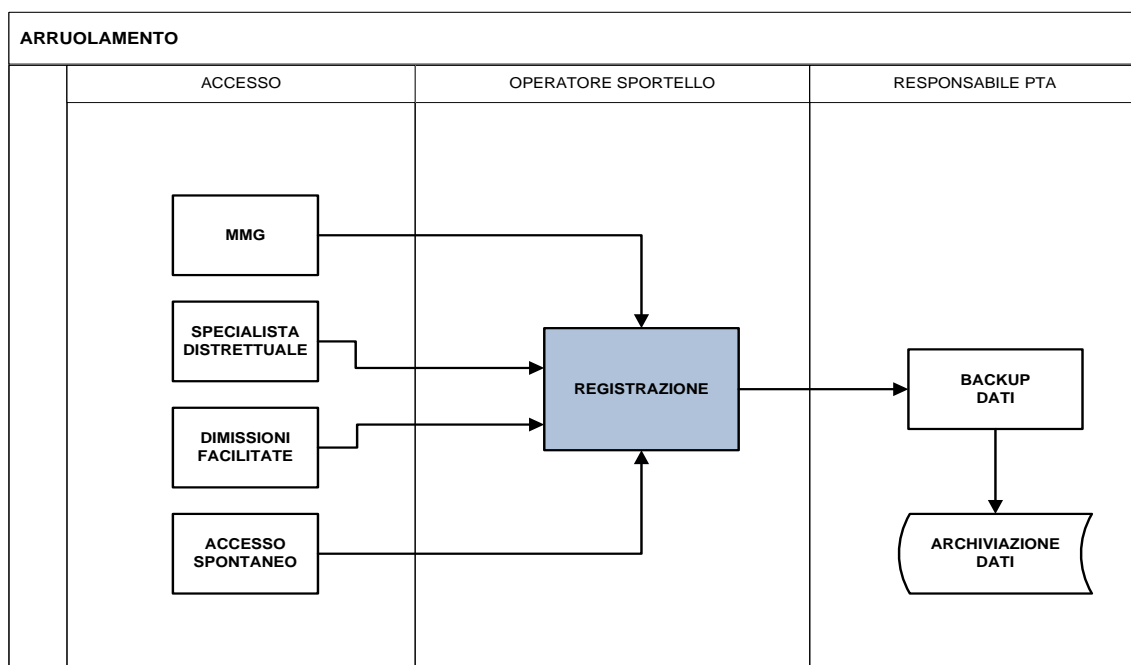 ARRUOLAMENTO
ACCESSO
OPERATORE SPORTELLO
RESPONSABILE PTA
MMG
SPECIALISTA
DISTRETTUALE
DIMISSIONI
FACILITATE
ACCESSO
SPONTANEO
REGISTRAZIONE
BACKUP
DATI
ARCHIVIAZIONE
DATI